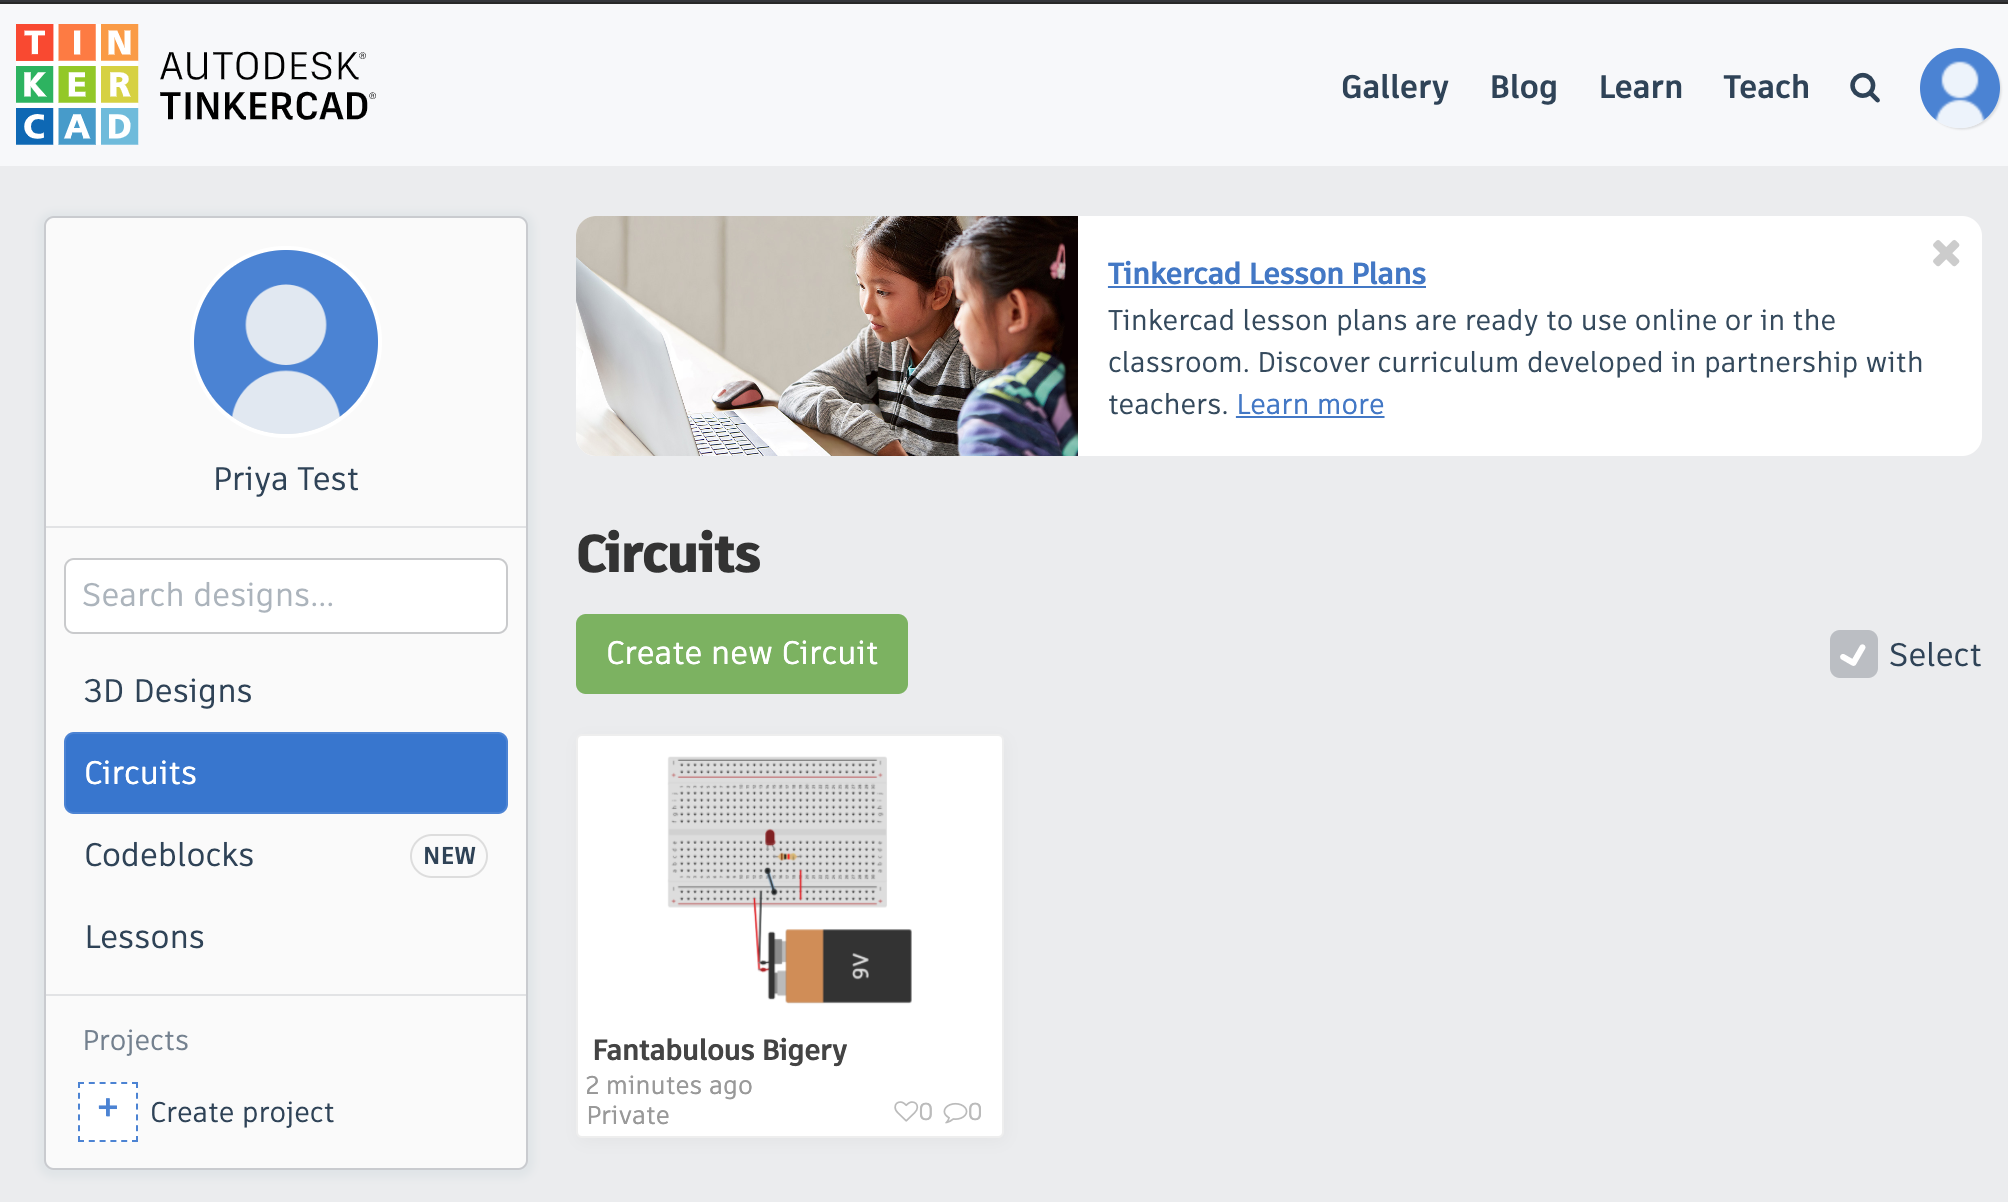 TIN
KER
CAD
AUTODESK®
TINKERCAD®
Gallery Blog Learn Teach
Priya Test
Search designs...
3D Designs
Circuits
Codeblocks NEW
Lessons
Projects
+ Create project
Tinkercad Lesson Plans
Tinkercad lesson plans are ready to use online or in the
classroom. Discover curriculum developed in partnership with
teachers. Learn more
Circuits
Create new Circuit
Select
9V
Fantabulous Bigery
2 minutes ago
Private
0 0